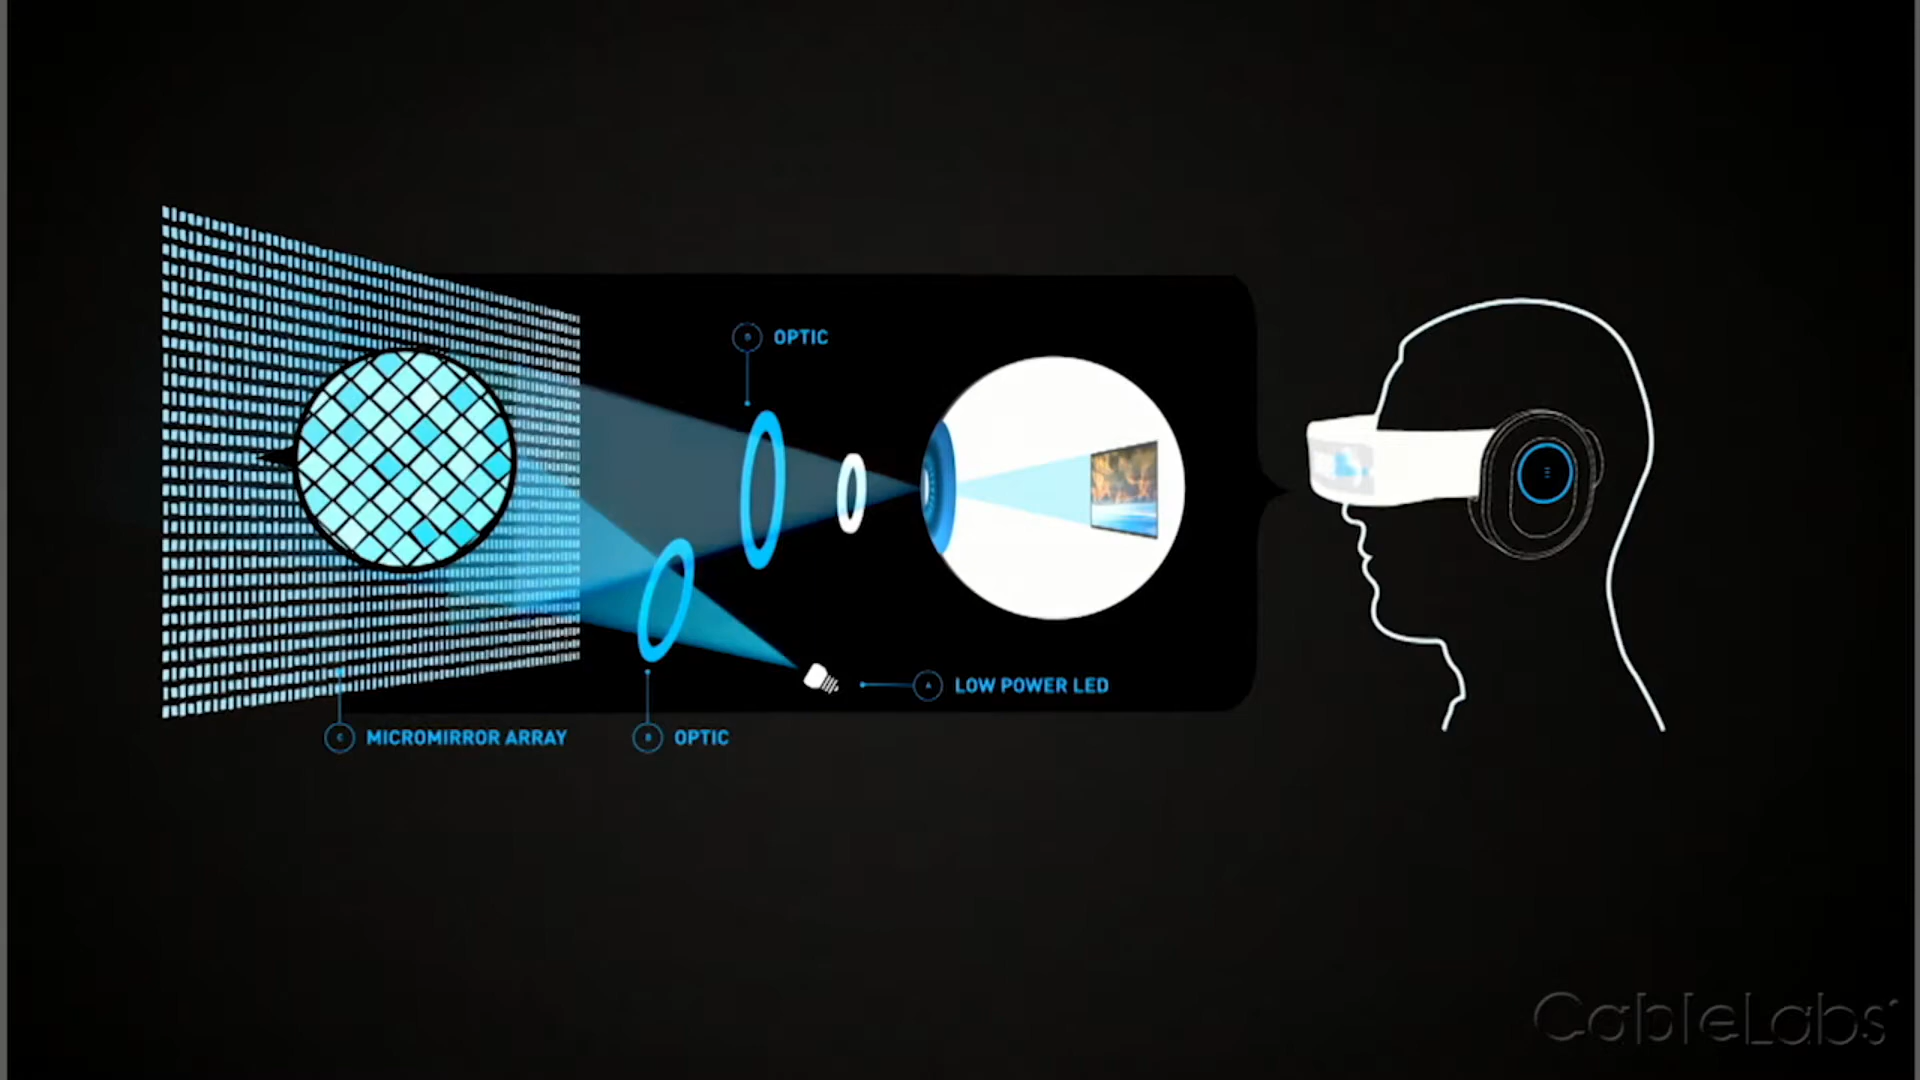 D OPTIC
A LOW POWER LED
C MICROMIRROR ARRAY
B OPTIC
CableLabs